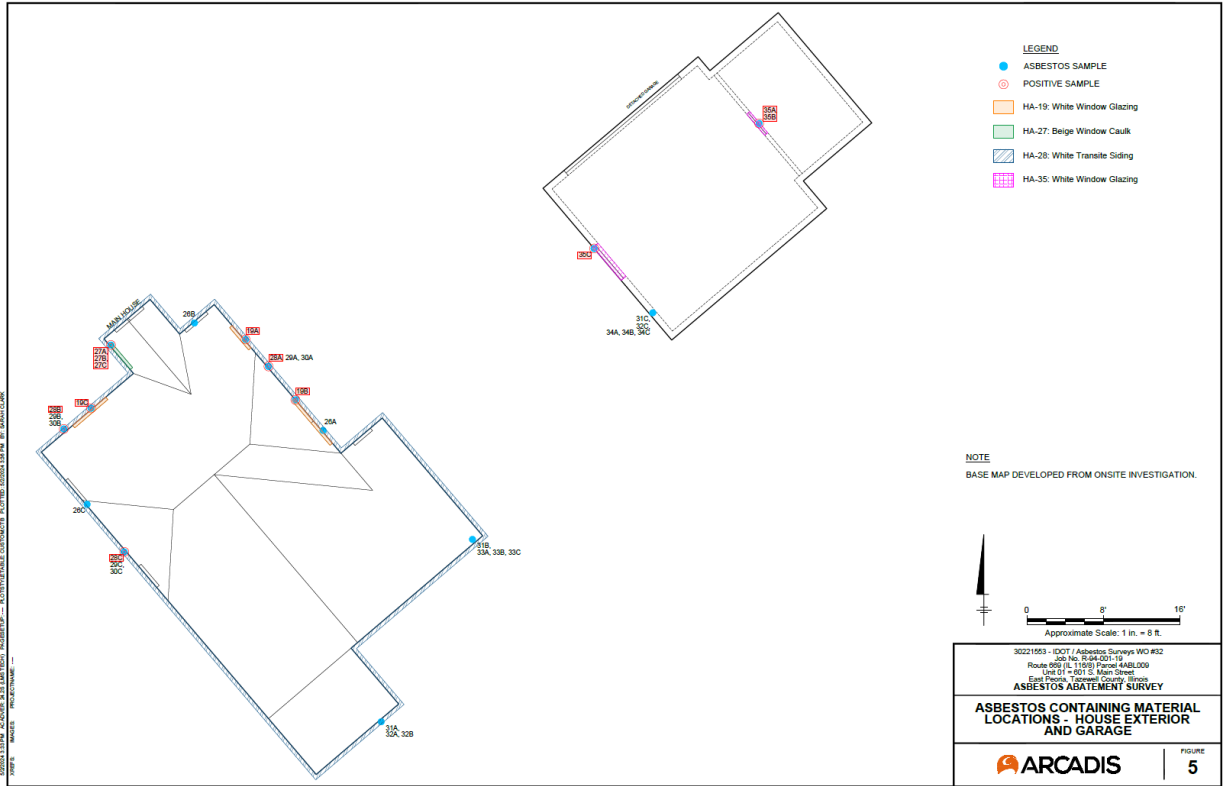 LEGEND
ASBESTOS SAMPLE
POSITIVE SAMPLE
HA-19: White Window Glazing
HA-27: Beige Window Caulk
HA-28: White Transite Siding
HA-35: White Window Glazing
DETACHED GARAGE
35A
35B
35C
31C,
32C,
34A, 34B, 34C
MAIN HOUSE
26B
19A
27A
27B
27C
28A 29A, 30A
19B
19C
28B
29B,
30B
26A
26C
28C
29C,
30C
31B,
33A, 33B, 33C
31A,
32A, 32B
NOTE
BASE MAP DEVELOPED FROM ONSITE INVESTIGATION.
0 8' 16'
Approximate Scale: 1 in. = 8 ft.
30221553 - IDOT / Asbestos Surveys WO #32
Job No. R-94-001-19
Route 669 (IL 116/8) Parcel 4ABL009
Unit 01 - 601 S. Main Street
East Peoria, Tazewell County, Illinois
ASBESTOS ABATEMENT SURVEY
ASBESTOS CONTAINING MATERIAL
LOCATIONS - HOUSE EXTERIOR
AND GARAGE
ARCADIS
FIGURE
5